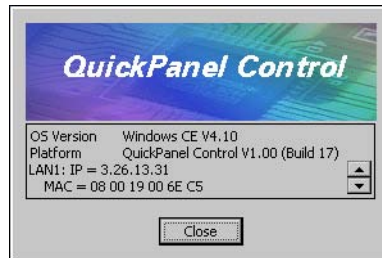 QuickPanel Control
OS Version Windows CE V4.10
Platform QuickPanel Control V1.00 (Build 17)
LAN1: IP = 3.26.13.31
MAC = 08 00 19 00 6E C5
Close